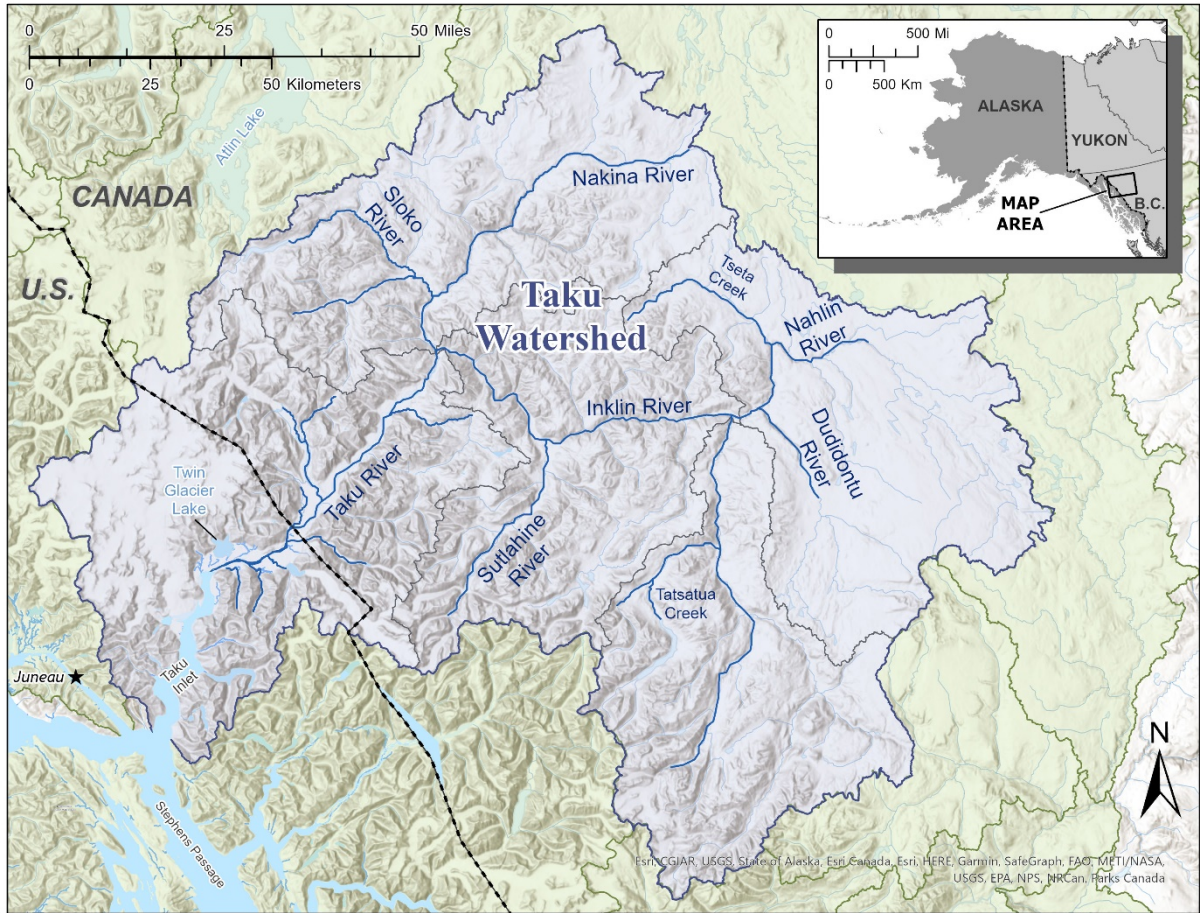 0 25 50 Miles
0 25 50 Kilometers
0 500 Mi
0 500 Km
ALASKA
YUKON
B.C.
MAP
AREA
Atlin Lake
CANADA
U.S.
Sloko
River
Nakina River
Taku
Watershed
Tseta
Creek
Nahlin
River
Inklin River
Dudidontu
River
Twin
Glacier
Lake
Taku River
Sutlahine
River
Tatsatua
Creek
Juneau
Taku
Inlet
Stephens Passage
N
Esri, CGIAR, USGS, State of Alaska, Esri Canada, Esri, HERE, Garmin, SafeGraph, FAO, METI/NASA,
USGS, EPA, NPS, NRCan, Parks Canada